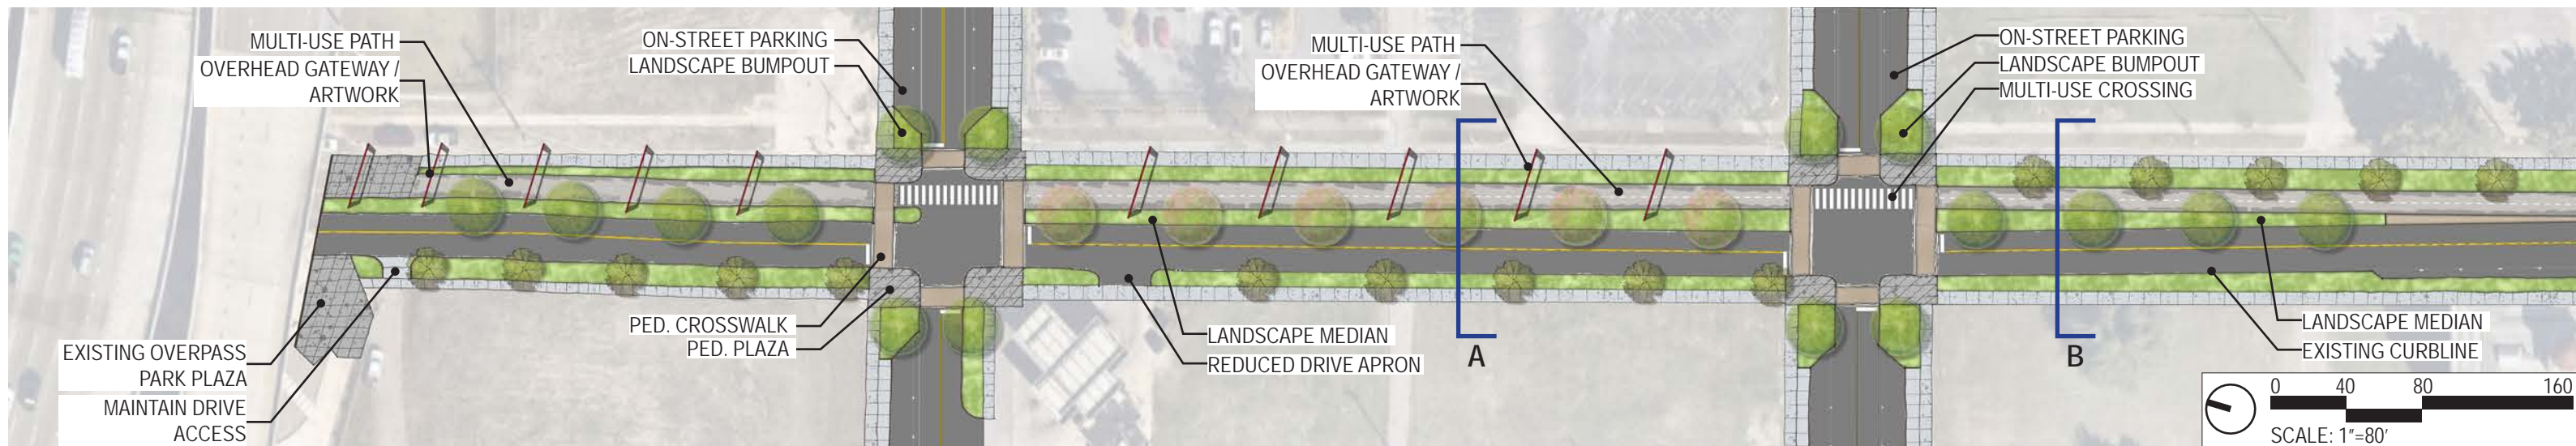 MULTI-USE PATH
OVERHEAD GATEWAY /
ARTWORK
ON-STREET PARKING
LANDSCAPE BUMPOUT
MULTI-USE PATH
OVERHEAD GATEWAY /
ARTWORK
ON-STREET PARKING
LANDSCAPE BUMPOUT
MULTI-USE CROSSING
EXISTING OVERPASS
PARK PLAZA
MAINTAIN DRIVE
ACCESS
PED. CROSSWALK
PED. PLAZA
LANDSCAPE MEDIAN
REDUCED DRIVE APRON
A
B
LANDSCAPE MEDIAN
EXISTING CURBLINE
0 40 80 160
SCALE: 1"=80'